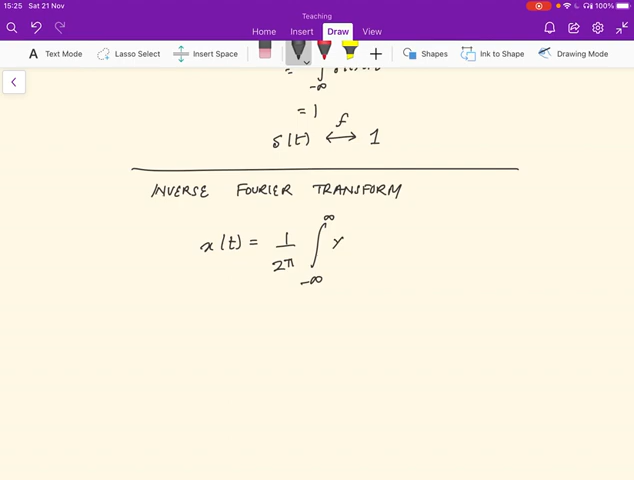 15:25 Sat 21 Nov
100%
Teaching
Home Insert Draw View
Text Mode Lasso Select Insert Space Shapes Ink to Shape Drawing Mode
= ∫
-∞
= 1
δ(t) ⟷ 1
f
INVERSE FOURIER TRANSFORM
x(t) = 1/2π ∫
∞
-∞